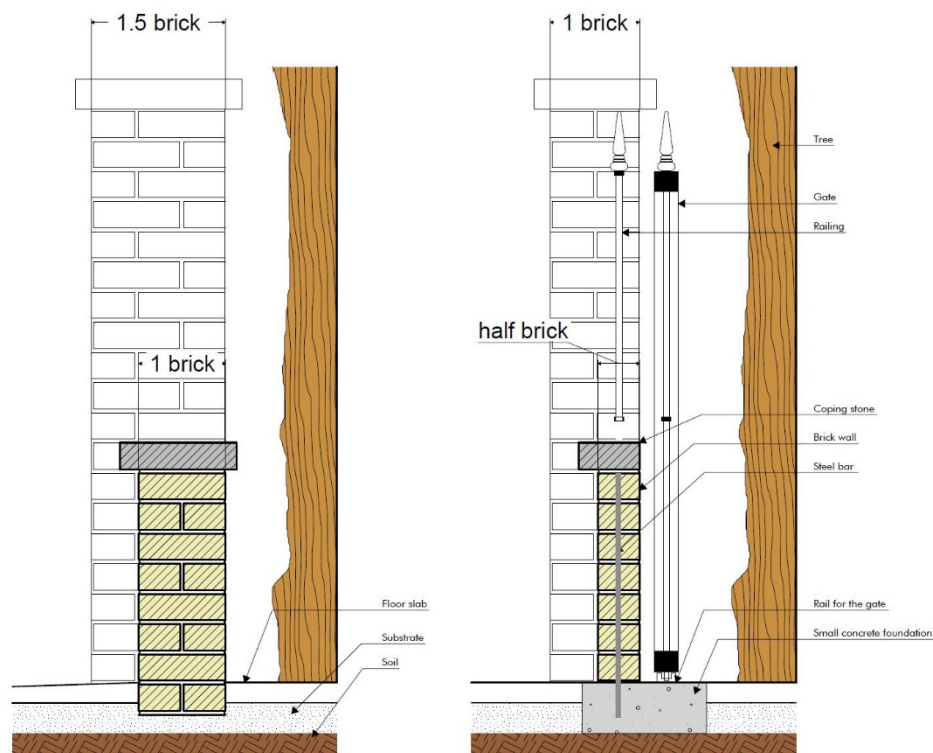 1.5 brick
1 brick
1 brick
half brick
Tree
Gate
Railing
Coping stone
Brick wall
Steel bar
Floor slab
Substrate
Soil
Rail for the gate
Small concrete foundation